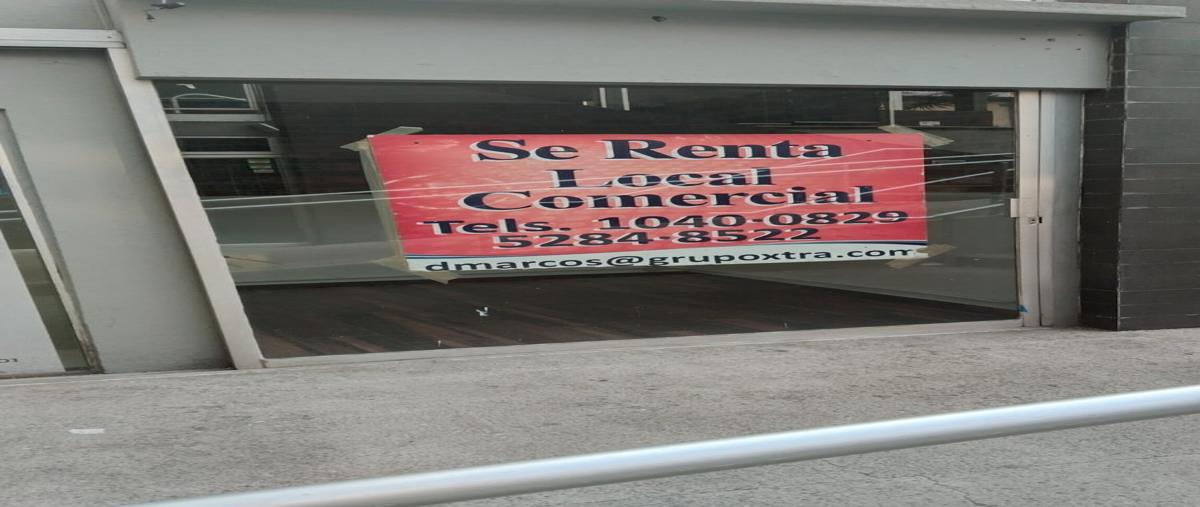 Se Renta
Local
Comercial
Tels. 1040-0829
5284-8522
dmarcos@grupoxtra.com